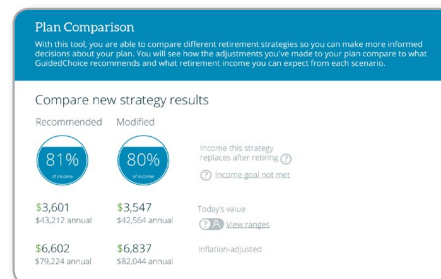 Plan Comparison
With this tool, you are able to compare different retirement strategies so you can make more informed
decisions about your plan. You will see how the adjustments you've made to your plan compare to what
GuidedChoice recommends and what retirement income you can expect from each scenario.
Compare new strategy results
Recommended Modified
81% 80% Income this strategy
of income of income replaces after retiring ?
? Income goal not met
$3,601 $3,547 Today's value
$43,212 annual $42,564 annual ? View ranges
$6,602 $6,837 Inflation-adjusted
$79,224 annual $82,044 annual